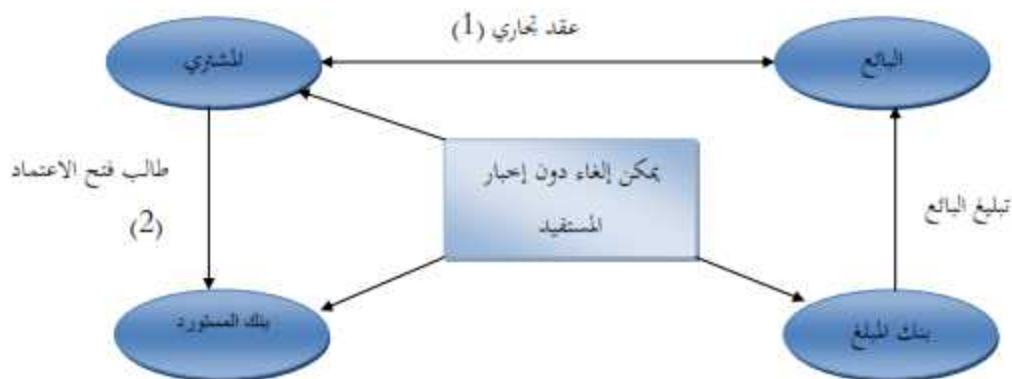 عقد تجاري (1)
البائع
المشتري
يمكن إلغاء دون إخبار
المستفيد
طالب فتح الاعتماد
(2)
تبليغ البائع
بنك المبلغ
بنك المستورد